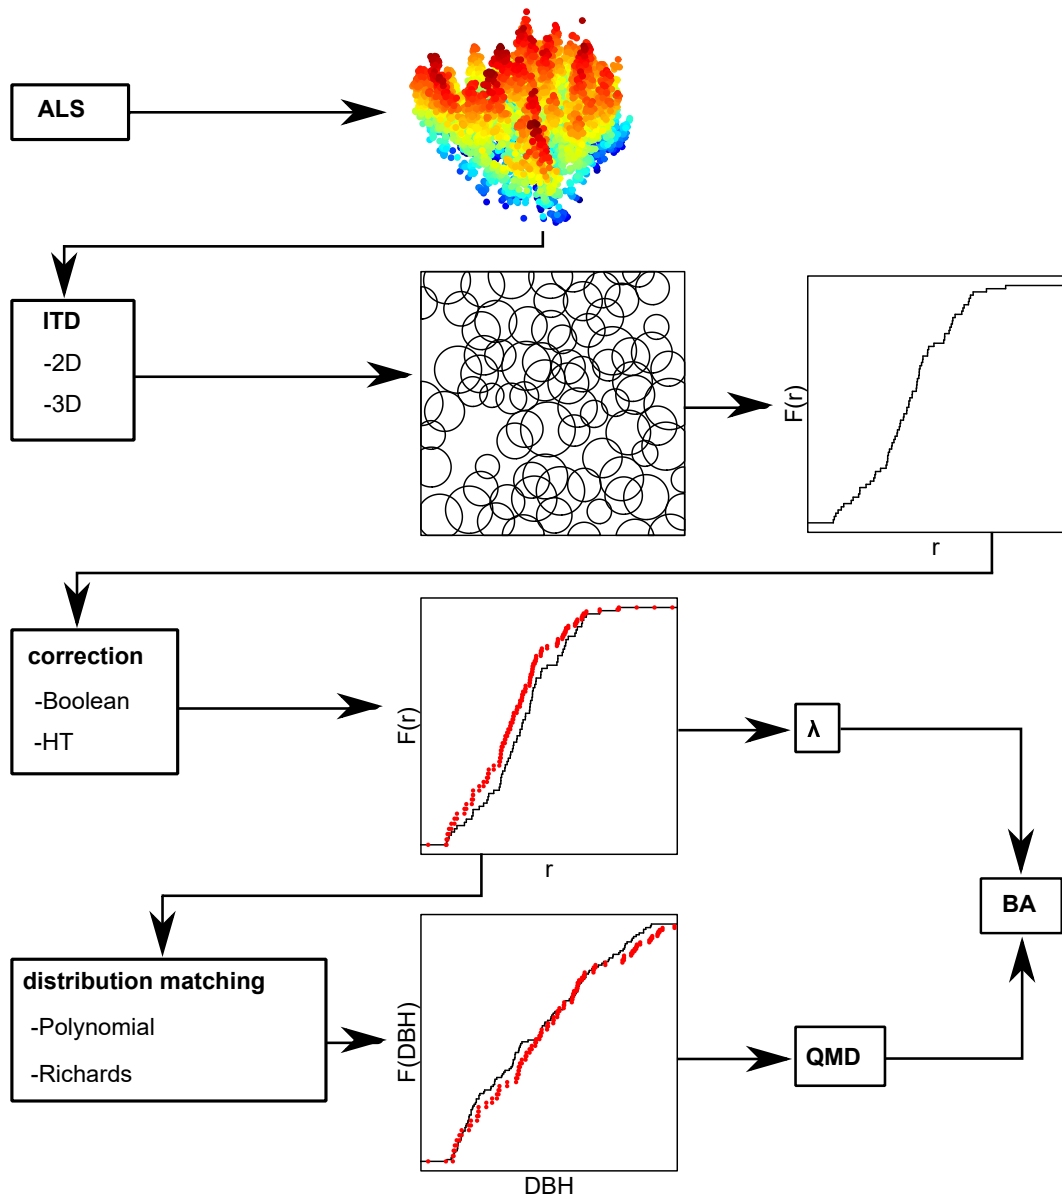 ALS
ITD
-2D
-3D
F(r)
r
correction
-Boolean
-HT
F(r)
r
λ
BA
distribution matching
-Polynomial
-Richards
F(DBH)
DBH
QMD